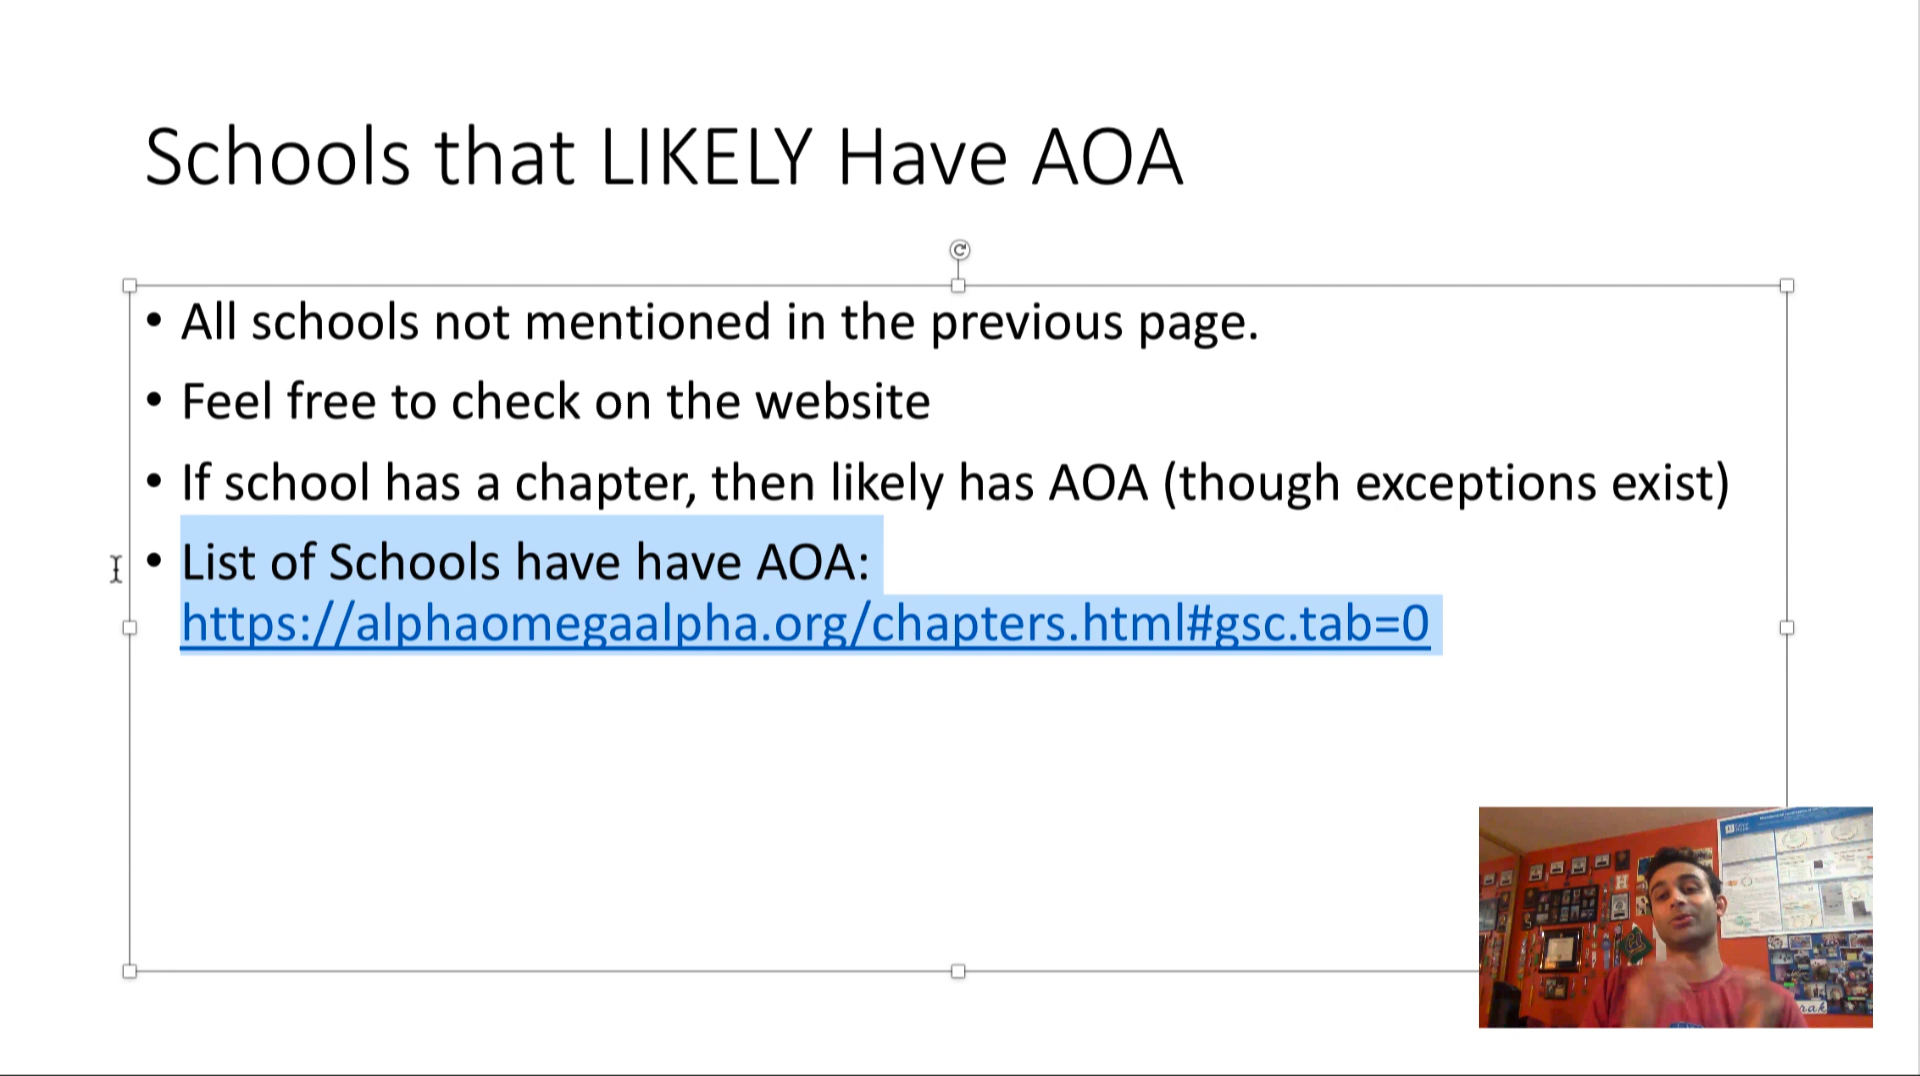 Schools that LIKELY Have AOA
• All schools not mentioned in the previous page.
• Feel free to check on the website
• If school has a chapter, then likely has AOA (though exceptions exist)
• List of Schools have have AOA:
https://alphaomegaalpha.org/chapters.html#gsc.tab=0